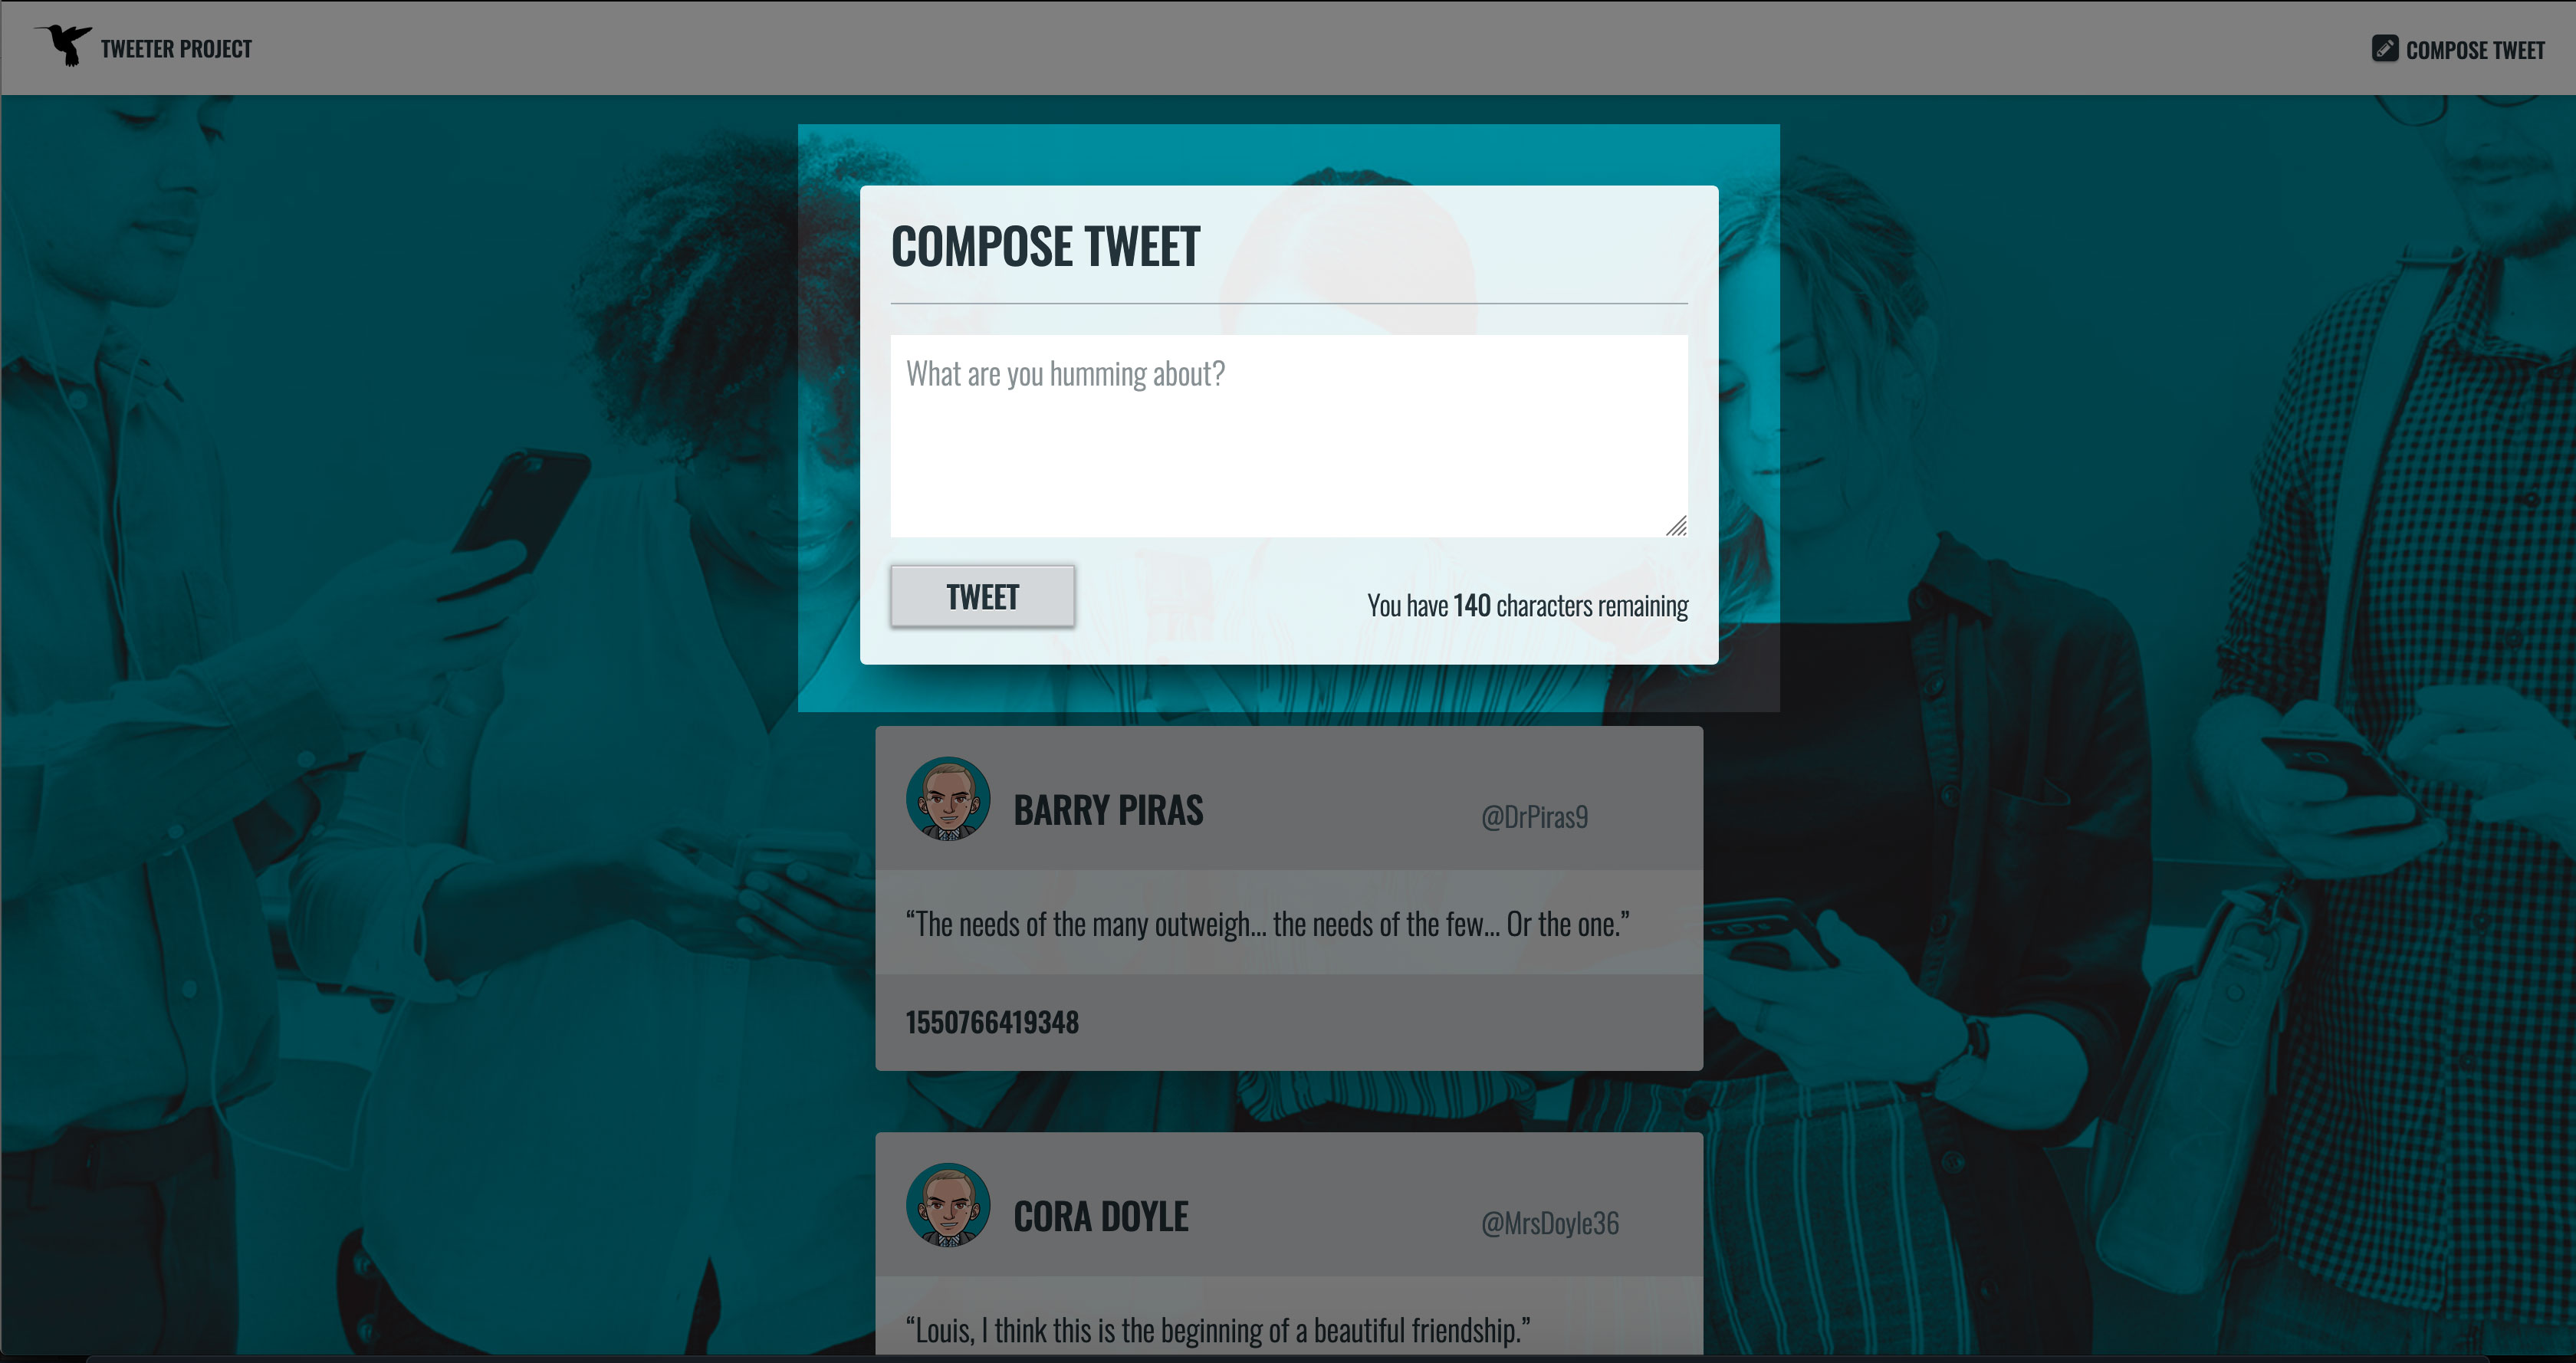 TWEETER PROJECT
COMPOSE TWEET
COMPOSE TWEET
What are you humming about?
TWEET
You have 140 characters remaining
BARRY PIRAS
@DrPiras9
“The needs of the many outweigh... the needs of the few... Or the one.”
1550766419348
CORA DOYLE
@MrsDoyle36
“Louis, I think this is the beginning of a beautiful friendship.”